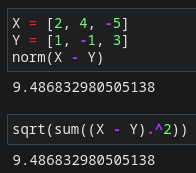 X = [2, 4, -5]
Y = [1, -1, 3]
norm(X - Y)
9.486832980505138
sqrt(sum((X - Y).^2))
9.486832980505138